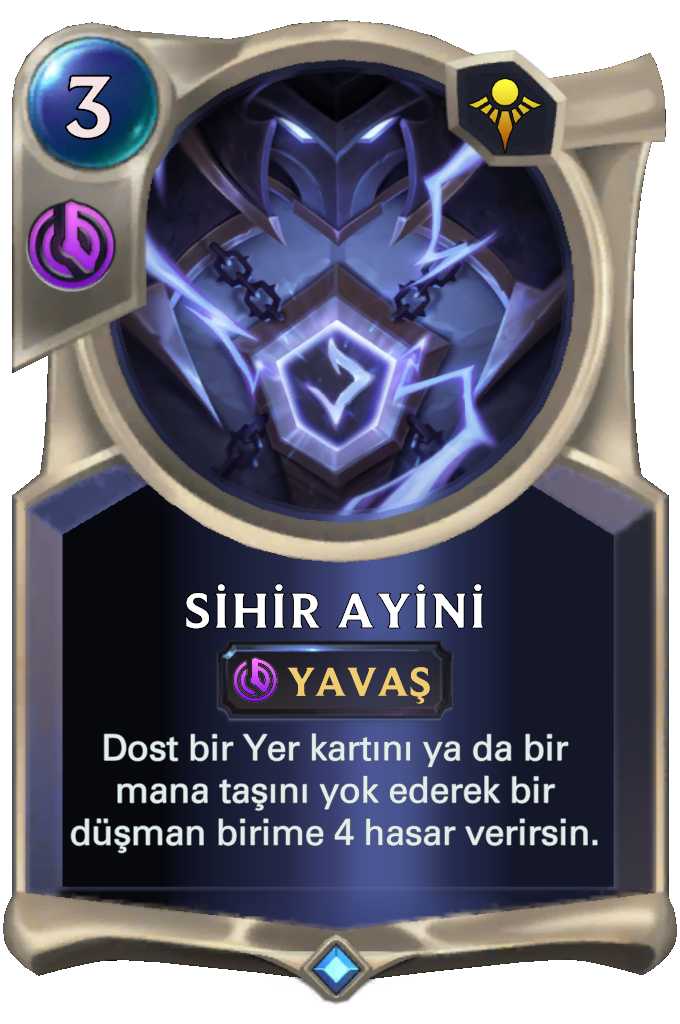 3
SİHİR AYİNİ
YAVAŞ
Dost bir Yer kartını ya da bir
mana taşını yok ederek bir
düşman birime 4 hasar verirsin.